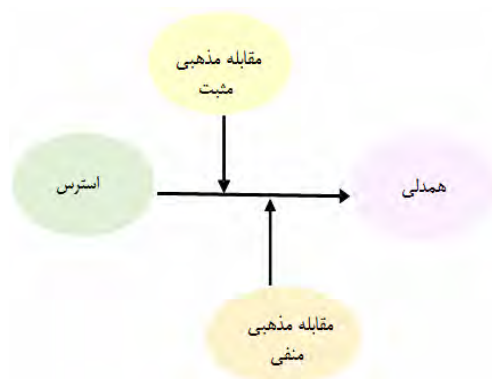 مقابله مذهبی
مثبت
استرس
همدلی
مقابله مذهبی
منفی